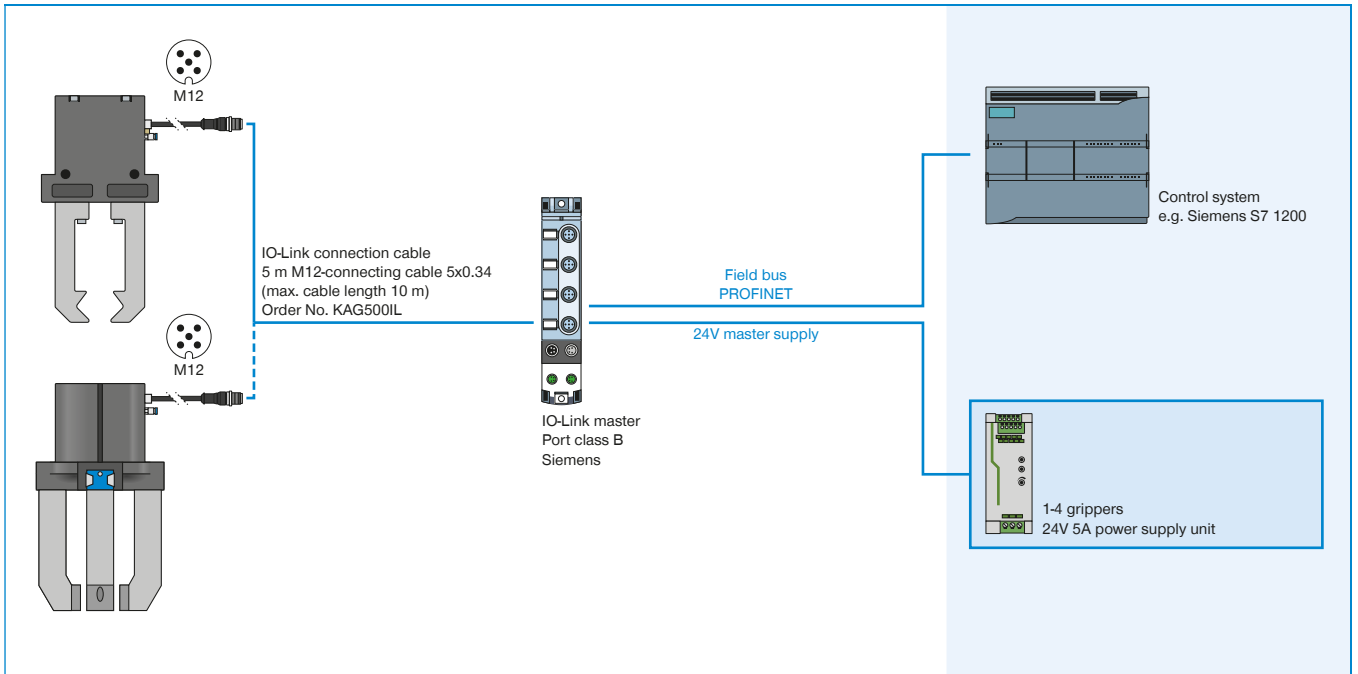 M12
IO-Link connection cable
5 m M12-connecting cable 5x0.34
(max. cable length 10 m)
Order No. KAG500IL
M12
IO-Link master
Port class B
Siemens
Field bus
PROFINET
24V master supply
Control system
e.g. Siemens S7 1200
1-4 grippers
24V 5A power supply unit